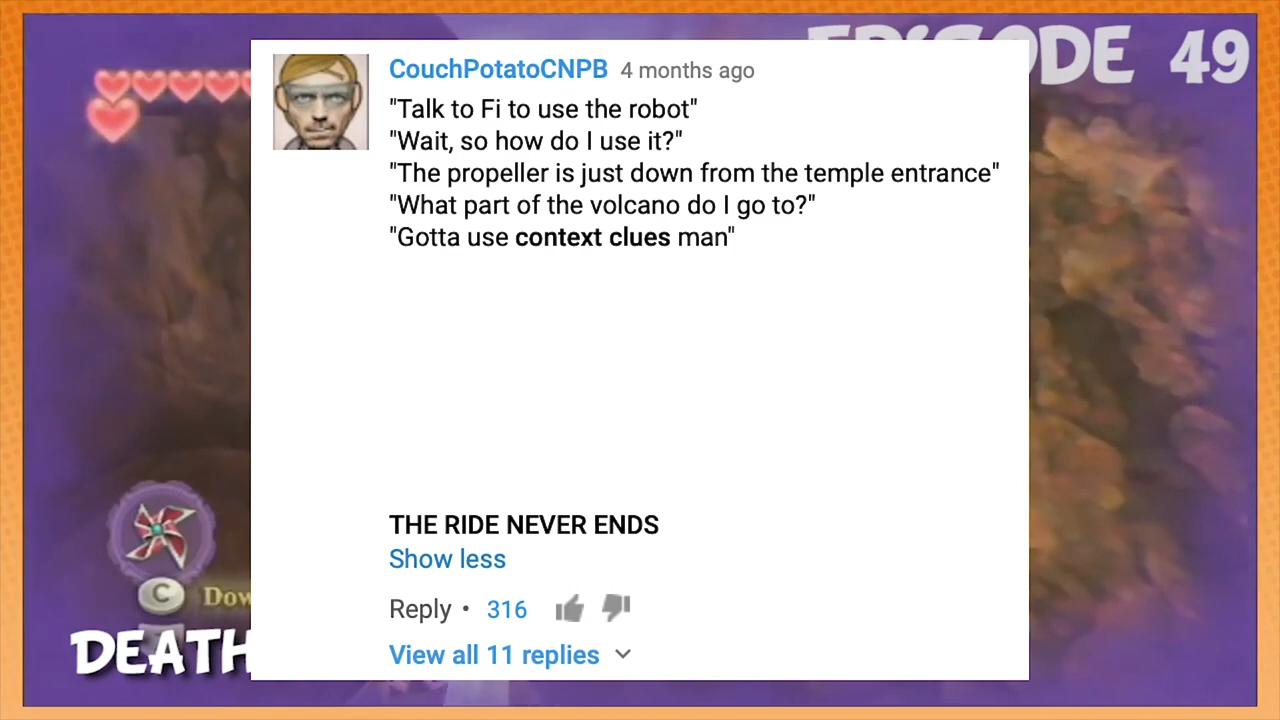 EPISODE 49
CouchPotatoCNPB 4 months ago
"Talk to Fi to use the robot"
"Wait, so how do I use it?"
"The propeller is just down from the temple entrance"
"What part of the volcano do I go to?"
"Gotta use context clues man"
THE RIDE NEVER ENDS
Show less
Reply • 316
View all 11 replies
C
Dow
DEATH